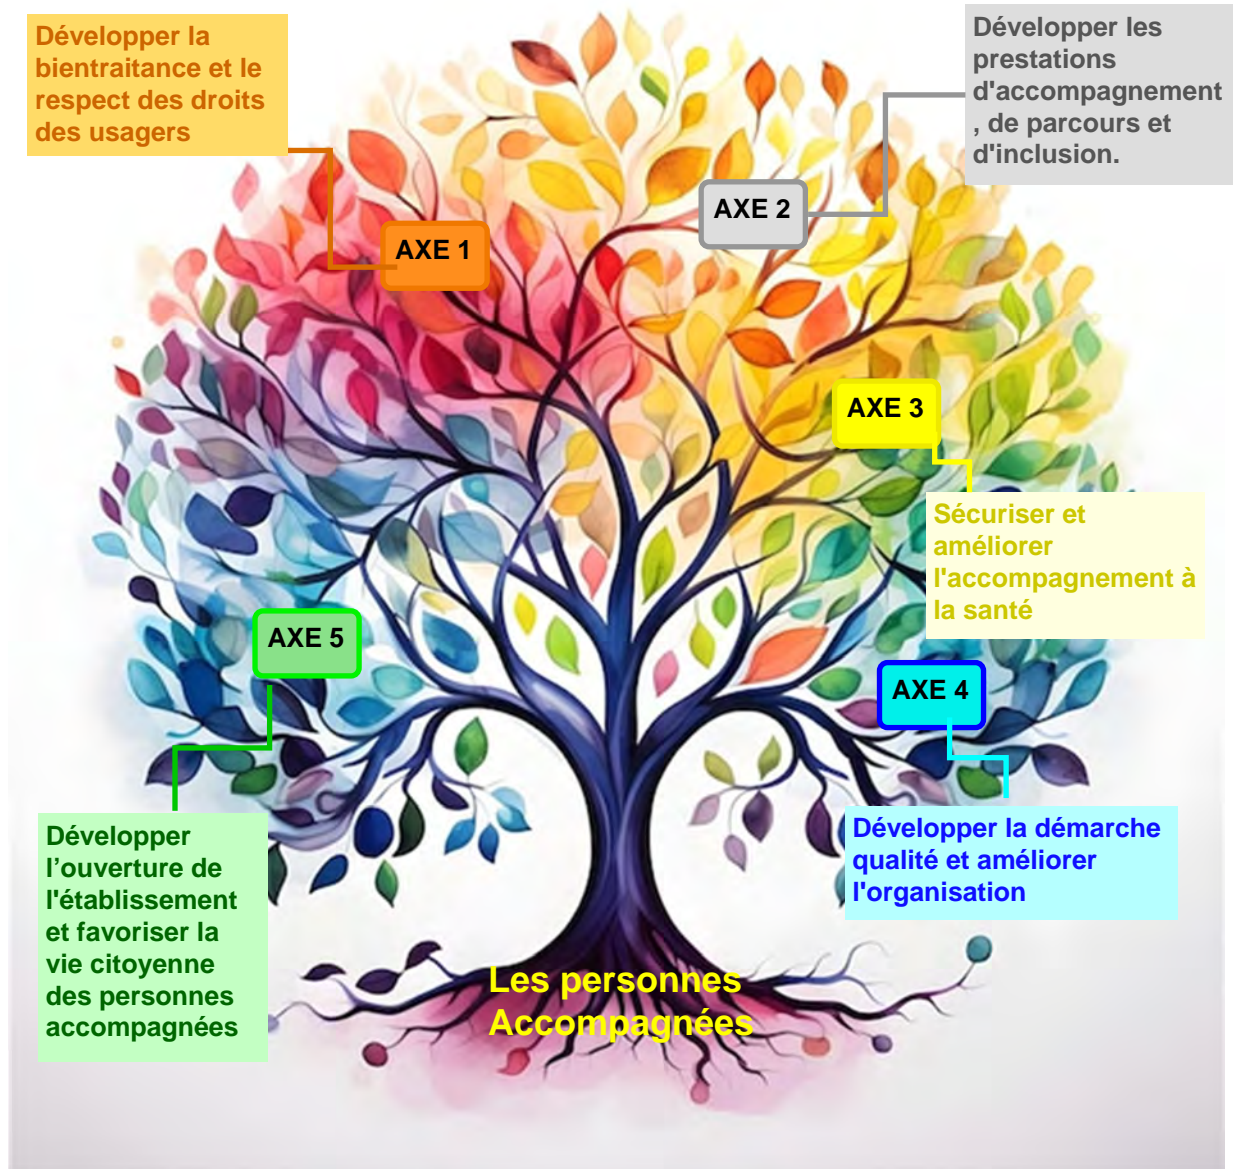 Développer la
bientraitance et le
respect des droits
des usagers
AXE 1
Développer les
prestations
d'accompagnement
, de parcours et
d'inclusion.
AXE 2
AXE 3
Sécuriser et
améliorer
l'accompagnement à
la santé
AXE 4
Développer la démarche
qualité et améliorer
l'organisation
AXE 5
Développer
l’ouverture de
l'établissement
et favoriser la
vie citoyenne
des personnes
accompagnées
Les personnes
Accompagnées